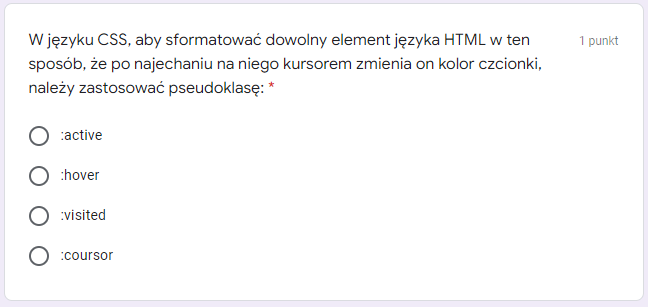 W języku CSS, aby sformatować dowolny element języka HTML w ten
1 punkt
sposób, że po najechaniu na niego kursorem zmienia on kolor czcionki,
należy zastosować pseudoklasę: *
:active
:hover
:visited
:coursor